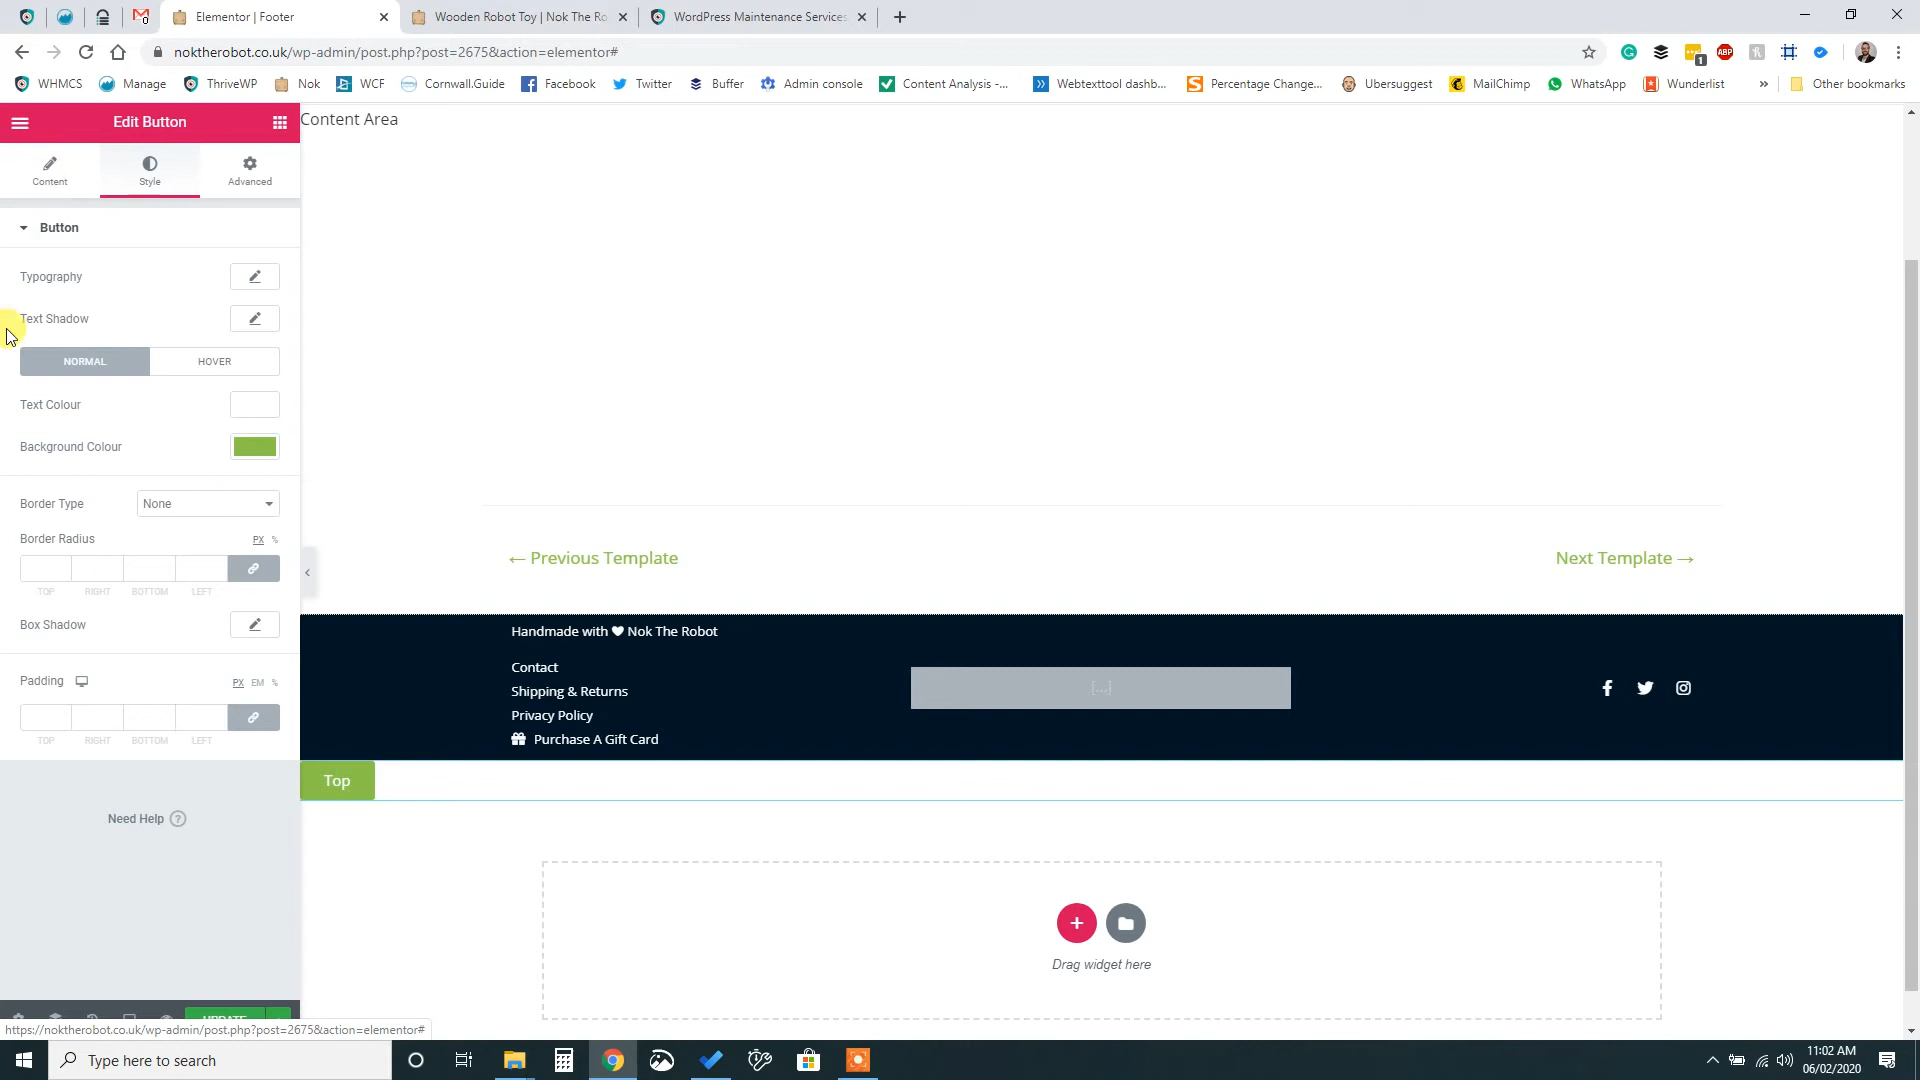 Elementor | Footer
Wooden Robot Toy | Nok The Ro
WordPress Maintenance Services
noktherobot.co.uk/wp-admin/post.php?post=2675&action=elementor#
1
WHMCS
Manage
ThriveWP
Nok
WCF
Cornwall.Guide
Facebook
Twitter
Buffer
Admin console
Content Analysis -...
Webtexttool dashb...
Percentage Change...
Ubersuggest
MailChimp
WhatsApp
Wunderlist
»
Other bookmarks
Edit Button
Content
Style
Advanced
Button
Typography
Text Shadow
NORMAL
HOVER
Text Colour
Background Colour
Border Type
None
Border Radius
PX %
TOP RIGHT BOTTOM LEFT
Box Shadow
Padding
PX EM %
TOP RIGHT BOTTOM LEFT
Need Help ?
UPDATE
https://noktherobot.co.uk/wp-admin/post.php?post=2675&action=elementor#
Content Area
← Previous Template
Next Template →
Handmade with ♥ Nok The Robot
Contact
Shipping & Returns
Privacy Policy
Purchase A Gift Card
[...]
Top
Drag widget here
Type here to search
11:02 AM
06/02/2020